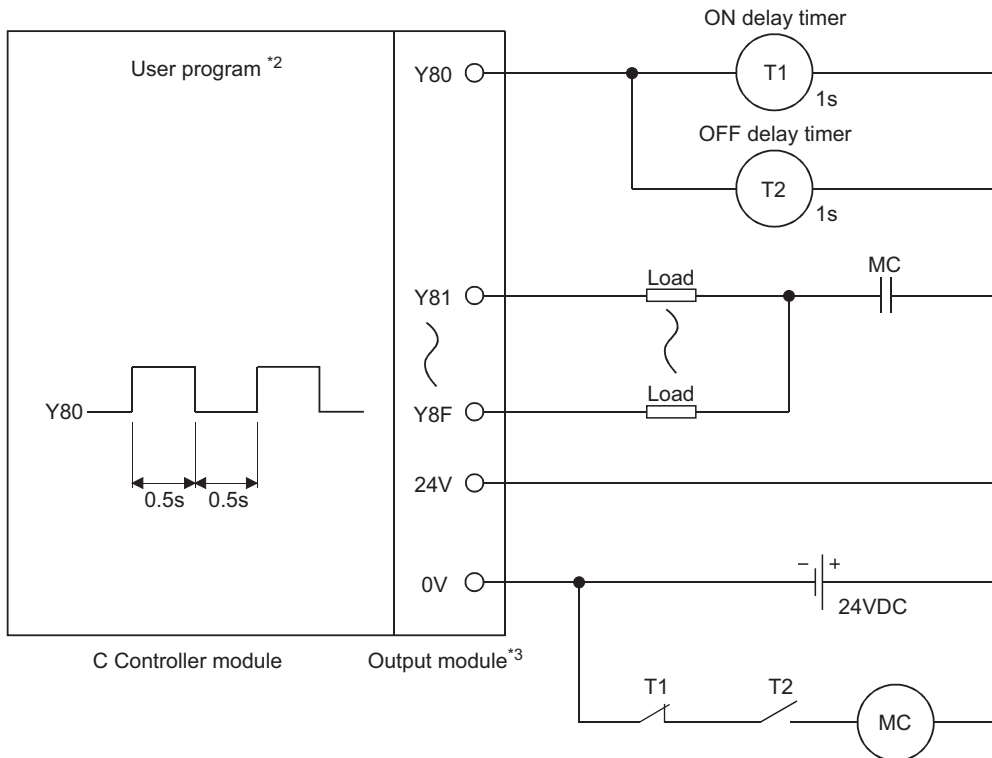 ON delay timer
User program *2
Y80
T1
1s
OFF delay timer
T2
1s
MC
Load
Y81
Load
Y8F
Y80
0.5s 0.5s
24V
0V
– +
24VDC
C Controller module
Output module*3
T1
T2
MC